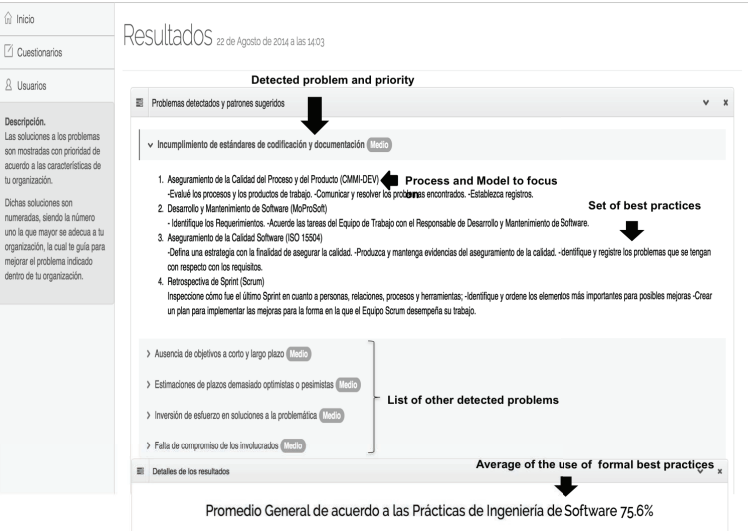 Inicio
Cuestionarios
Usuarios
Descripción.
Las soluciones a los problemas
son mostradas con prioridad de
acuerdo a las características de
tu organización.
Dichas soluciones son
numeradas, siendo la número
uno la que mayor se adecua a tu
organización, la cual te guía para
mejorar el problema indicado
dentro de tu organización.
Resultados 22 de Agosto de 2014 a las 14:03
Detected problem and priority
Problemas detectados y patrones sugeridos
Incumplimiento de estándares de codificación y documentación Medio
1. Aseguramiento de la Calidad del Proceso y del Producto (CMMI-DEV)
Process and Model to focus
on
-Evalué los procesos y los productos de trabajo. -Comunicar y resolver los problemas encontrados. -Establezca registros.
Set of best practices
2. Desarrollo y Mantenimiento de Software (MoProSoft)
- Identifique los Requerimientos. -Acuerde las tareas del Equipo de Trabajo con el Responsable de Desarrollo y Mantenimiento de Software.
3. Aseguramiento de la Calidad Software (ISO 15504)
-Defina una estrategia con la finalidad de asegurar la calidad. -Produzca y mantenga evidencias del aseguramiento de la calidad. -dentifique y registre los problemas que se tengan
con respecto con los requisitos.
4. Retrospectiva de Sprint (Scrum)
Inspeccione cómo fue el último Sprint en cuanto a personas, relaciones, procesos y herramientas; -Identifique y ordene los elementos más importantes para posibles mejoras -Crear
un plan para implementar las mejoras para la forma en la que el Equipo Scrum desempeña su trabajo.
Ausencia de objetivos a corto y largo plazo Medio
Estimaciones de plazos demasiado optimistas o pesimistas Medio
List of other detected problems
Inversión de esfuerzo en soluciones a la problemática Medio
Falta de compromiso de los involucrados Medio
Detalles de los resultados
Average of the use of formal best practices
Promedio General de acuerdo a las Prácticas de Ingeniería de Software 75.6%